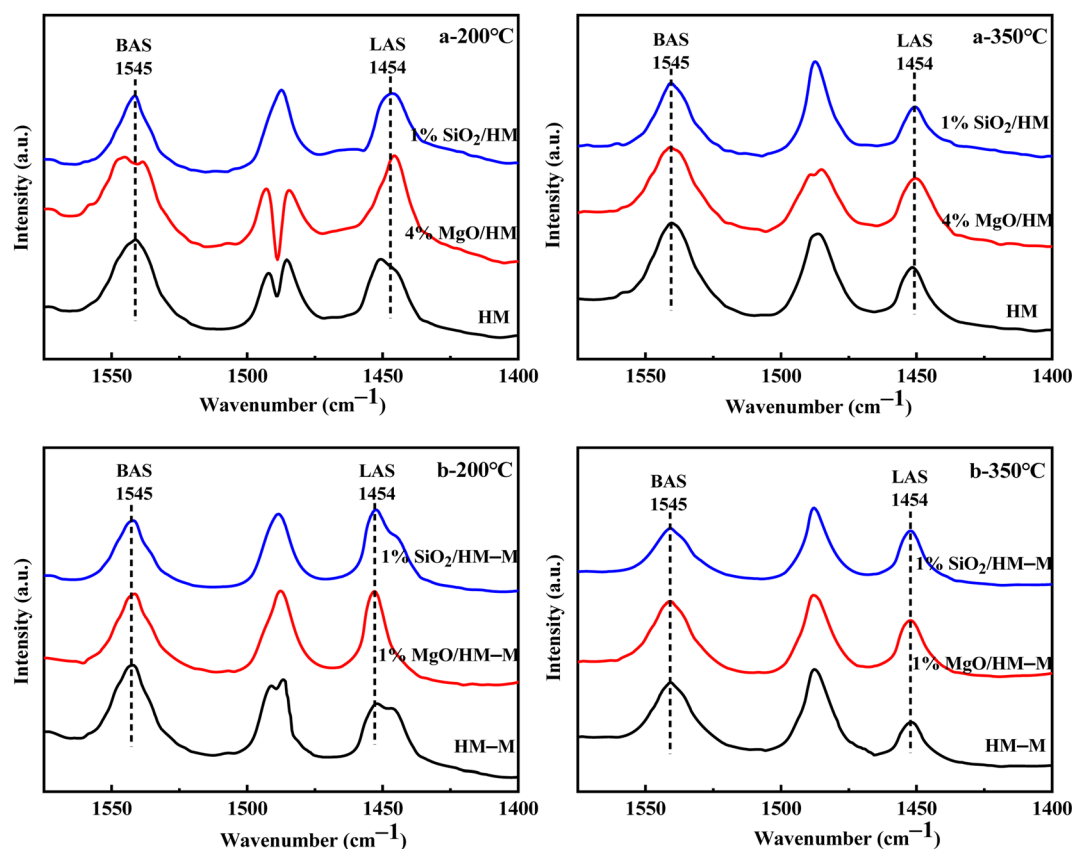 a-200°C
BAS
1545
LAS
1454
1% SiO₂/HM
4% MgO/HM
HM
Intensity (a.u.)
1550
1500
1450
1400
Wavenumber (cm⁻¹)
a-350°C
BAS
1545
LAS
1454
1% SiO₂/HM
4% MgO/HM
HM
Intensity (a.u.)
1550
1500
1450
1400
Wavenumber (cm⁻¹)
b-200°C
BAS
1545
LAS
1454
1% SiO₂/HM–M
1% MgO/HM–M
HM–M
Intensity (a.u.)
1550
1500
1450
1400
Wavenumber (cm⁻¹)
b-350°C
BAS
1545
LAS
1454
1% SiO₂/HM–M
1% MgO/HM–M
HM–M
Intensity (a.u.)
1550
1500
1450
1400
Wavenumber (cm⁻¹)